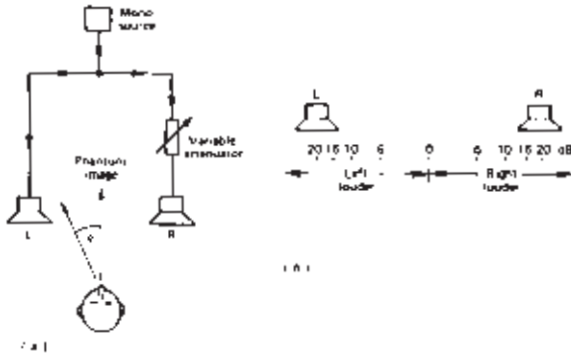 Mono
source
Variable
attenuator
Phantom
image
L
R
(a)
L
R
20 15 10 6 0 6 10 15 20 dB
Left
louder
Right
louder
(b)